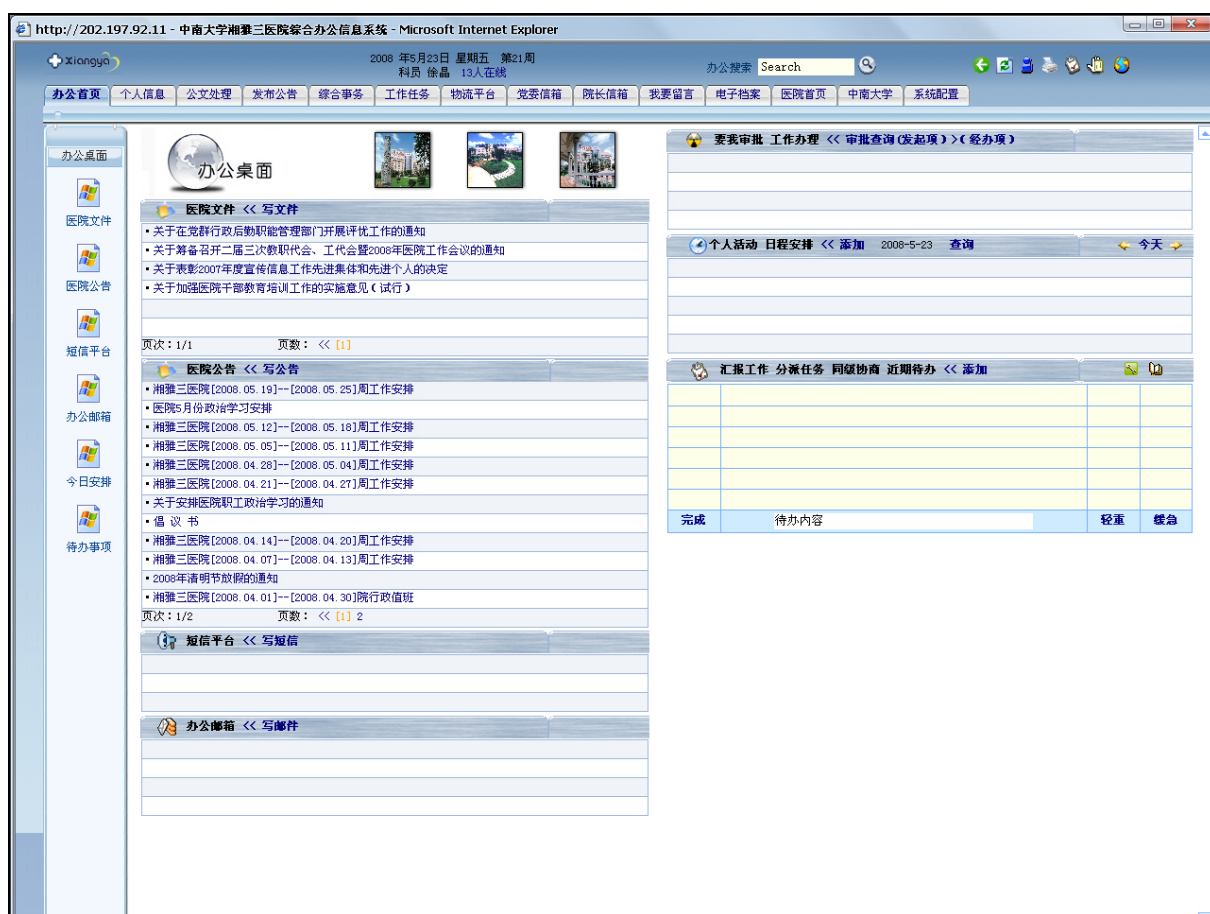 http://202.197.92.11 - 中南大学湘雅三医院综合办公信息系统 - Microsoft Internet Explorer
xiangya
2008 年5月23日 星期五 第21周
科员 徐晶 13人在线
办公搜索 Search
办公首页 个人信息 公文处理 发布公告 综合事务 工作任务 物流平台 党委信箱 院长信箱 我要留言 电子档案 医院首页 中南大学 系统配置
办公桌面
医院文件
医院公告
短信平台
办公邮箱
今日安排
待办事项
办公桌面
医院文件 << 写文件
▪关于在党群行政后勤职能管理部门开展评优工作的通知
▪关于筹备召开二届三次教职代会、工代会暨2008年医院工作会议的通知
▪关于表彰2007年度宣传信息工作先进集体和先进个人的决定
▪关于加强医院干部教育培训工作的实施意见(试行)
页次：1/1 页数： << [1]
医院公告 << 写公告
▪湘雅三医院[2008.05.19]--[2008.05.25]周工作安排
▪医院5月份政治学习安排
▪湘雅三医院[2008.05.12]--[2008.05.18]周工作安排
▪湘雅三医院[2008.05.05]--[2008.05.11]周工作安排
▪湘雅三医院[2008.04.28]--[2008.05.04]周工作安排
▪湘雅三医院[2008.04.21]--[2008.04.27]周工作安排
▪关于安排医院职工政治学习的通知
▪倡 议 书
▪湘雅三医院[2008.04.14]--[2008.04.20]周工作安排
▪湘雅三医院[2008.04.07]--[2008.04.13]周工作安排
▪2008年清明节放假的通知
▪湘雅三医院[2008.04.01]--[2008.04.30]院行政值班
页次：1/2 页数： << [1] 2
短信平台 << 写短信
办公邮箱 << 写邮件
要我审批 工作办理 << 审批查询(发起项)>(经办项)
个人活动 日程安排 << 添加 2008-5-23 查询 今天
汇报工作 分派任务 同级协商 近期待办 << 添加
完成 待办内容 轻重 缓急